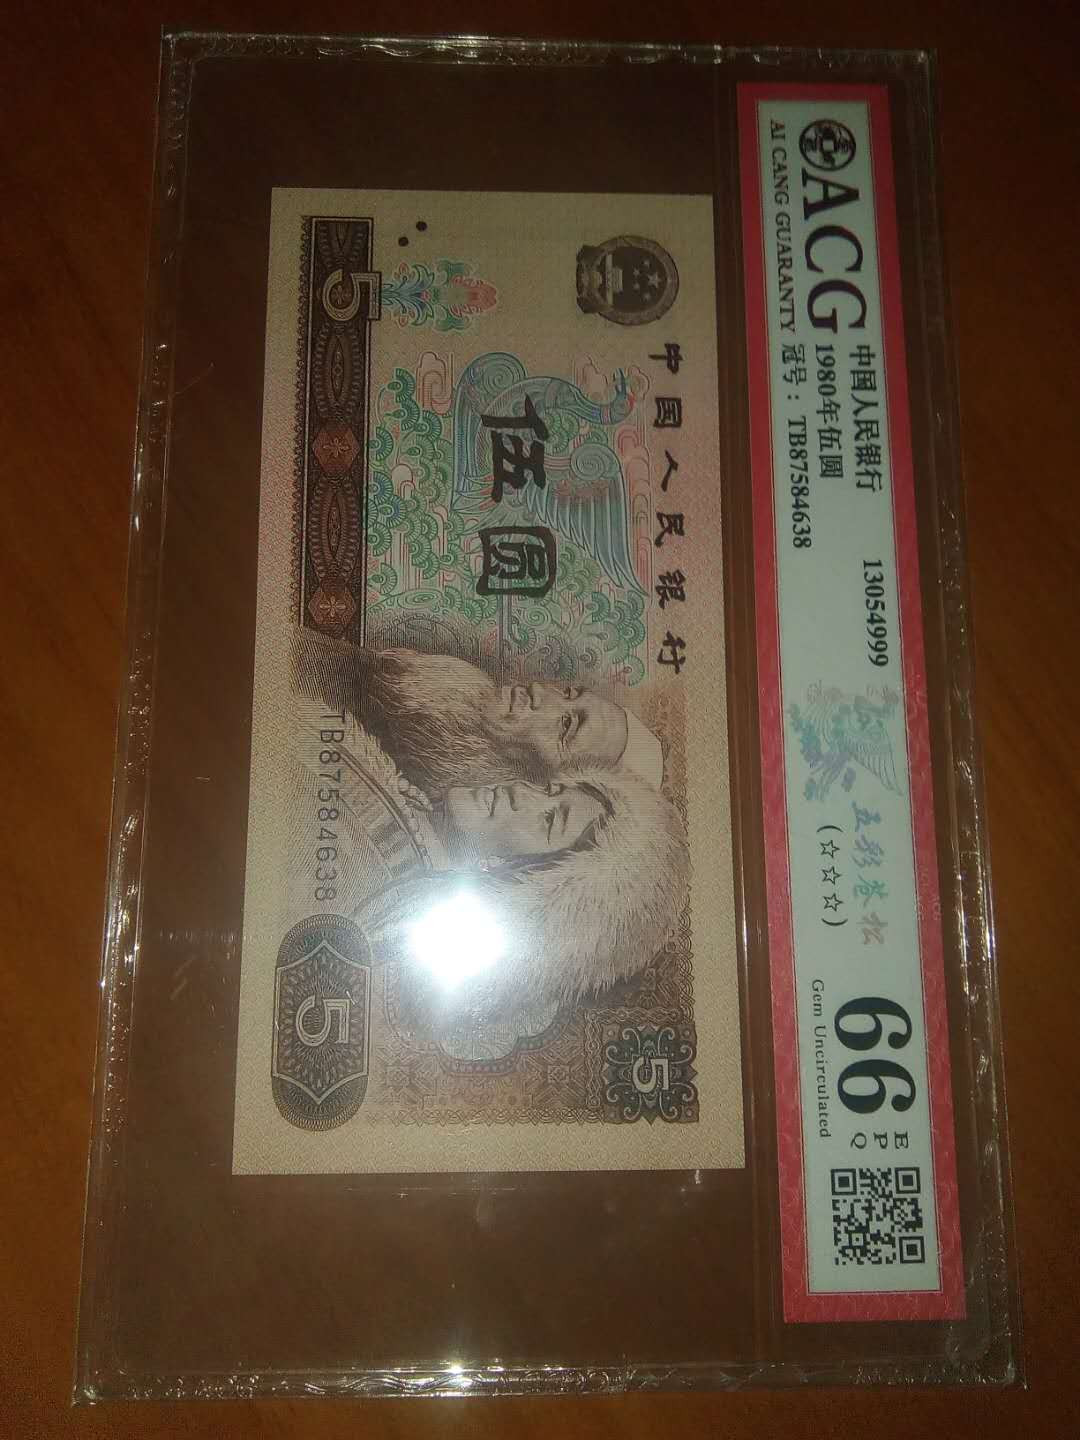 ACG
AI CANG GUARANTY
中国人民银行
1980年伍圆
冠号：TB87584638
13054999
五彩苍松
(☆☆☆)
66
EPQ
Gem Uncirculated
中国人民银行
伍圆
5
TB87584638
5
5